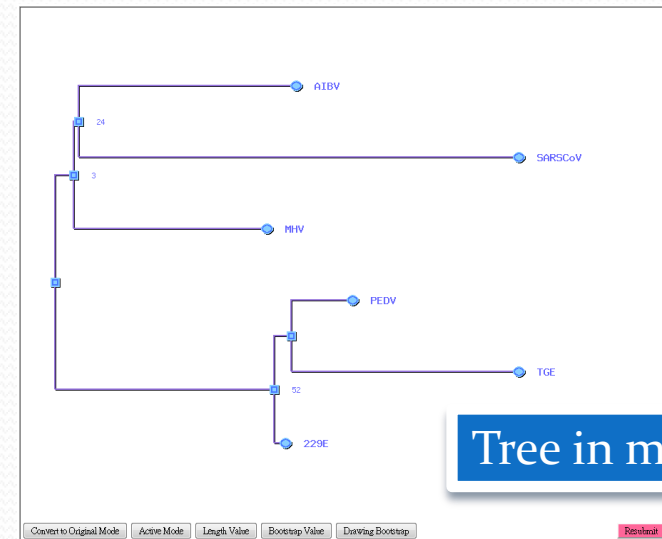 AIBV
24
SARSCoV
3
MHV
PEDV
TGE
52
229E
Tree in
Convert to Original Mode
Active Mode
Length Value
Bootstrap Value
Drawing Bootstrap
Resubmit